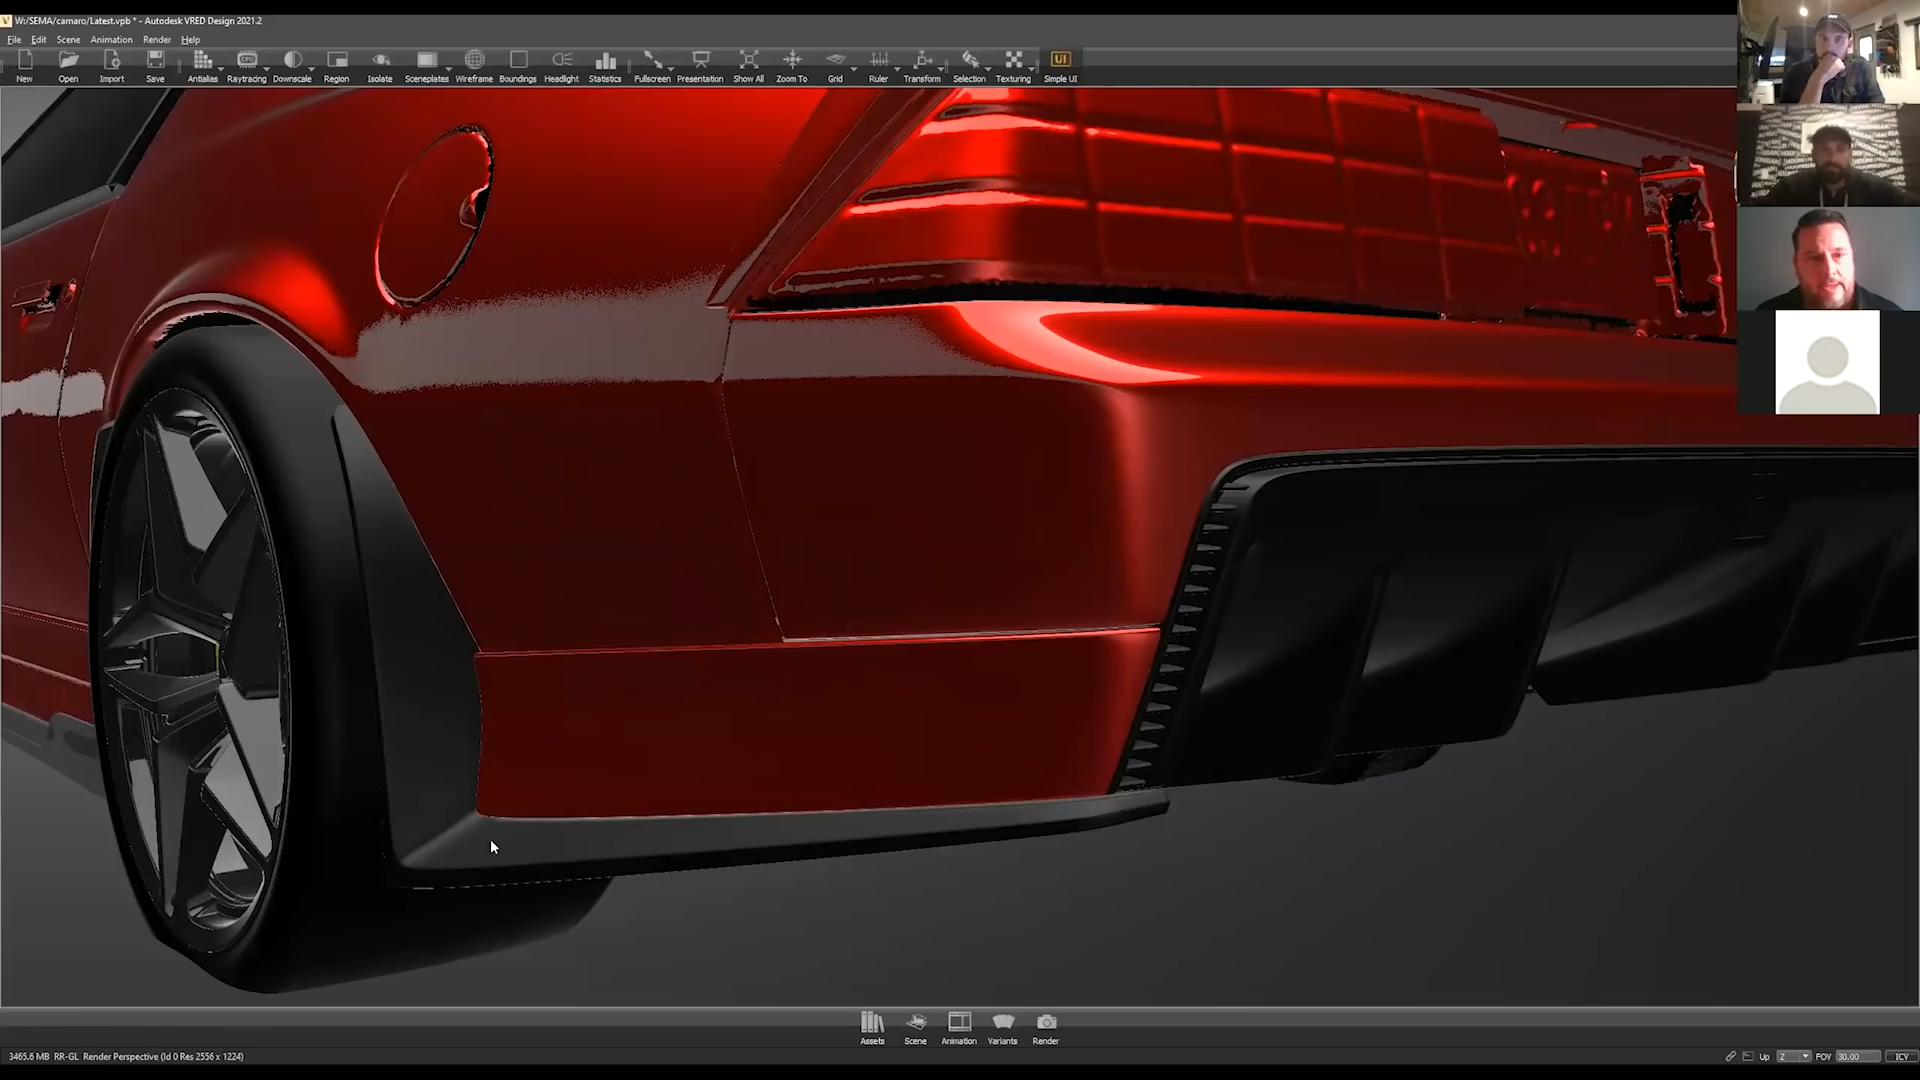 W:/SEMA/camaro/Latest.vpb * - Autodesk VRED Design 2021.2
File Edit Scene Animation Render Help
New Open Import Save Antialias Raytracing Downscale Region Isolate Sceneplates Wireframe Boundings Headlight Statistics Fullscreen Presentation Show All Zoom To Grid Ruler Transform Selection Texturing Simple UI
Assets Scene Animation Variants Render
3465.6 MB RR-GL Render Perspective (Id 0 Res 2556 x 1224)
Up Z FOV 30.00 ICV